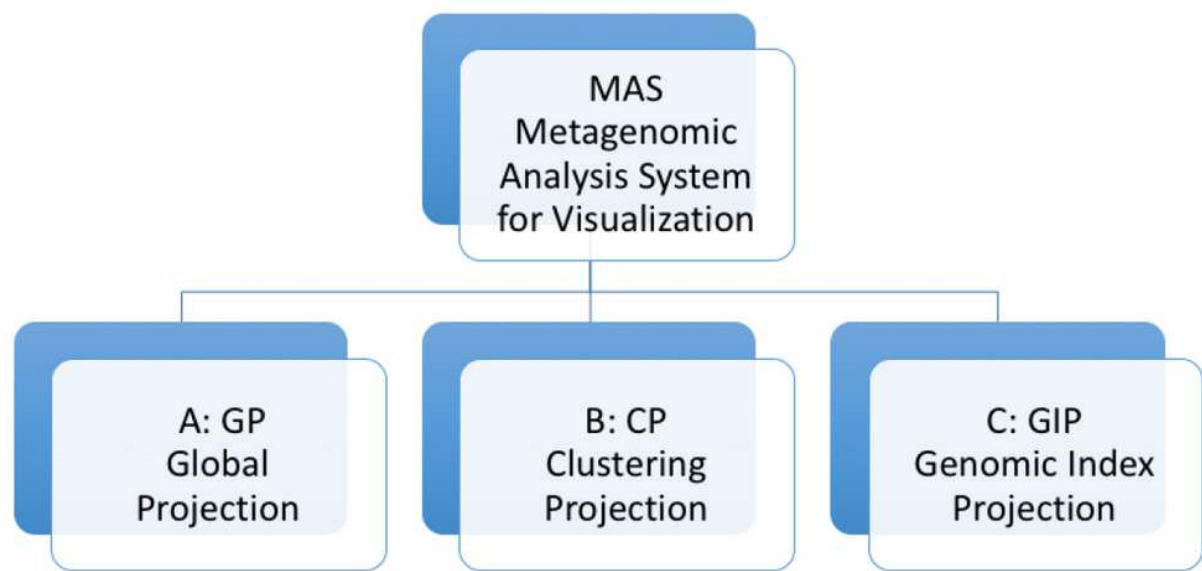 MAS
Metagenomic
Analysis System
for Visualization
A: GP
Global
Projection
B: CP
Clustering
Projection
C: GIP
Genomic Index
Projection